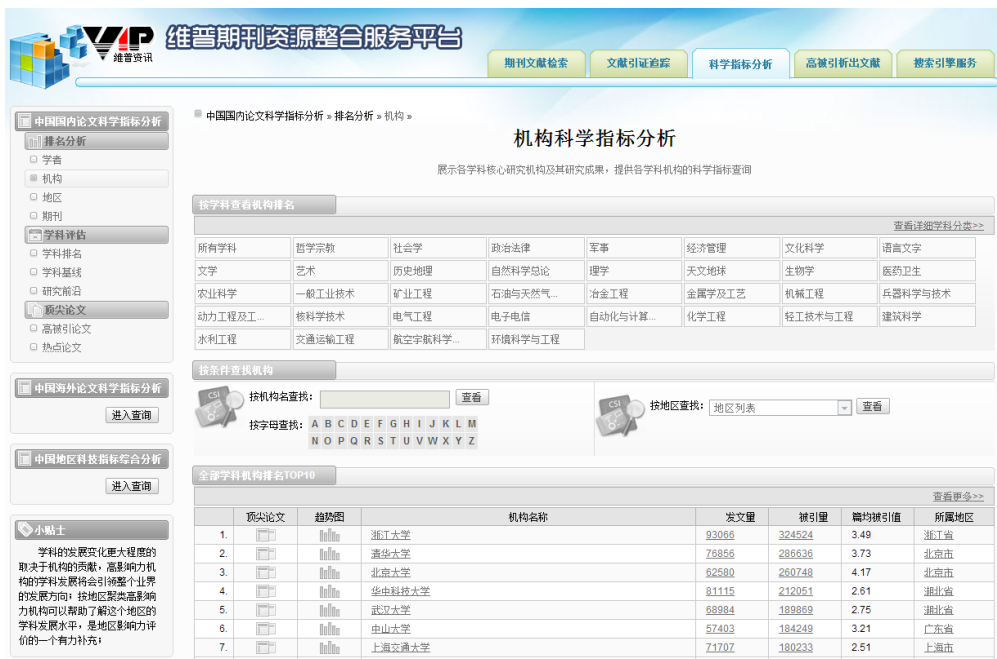 VIP 维普资讯
维普期刊资源整合服务平台
期刊文献检索 文献引证追踪 科学指标分析 高被引析出文献 搜索引擎服务
中国国内论文科学指标分析
排名分析
学者
机构
地区
期刊
学科评估
学科排名
学科基线
研究前沿
顶尖论文
高被引论文
热点论文
中国海外论文科学指标分析
进入查询
中国地区科技指标综合分析
进入查询
小贴士
学科的发展变化更大程度的
取决于机构的贡献，高影响力机
构的学科发展将会引领整个业界
的发展方向；按地区聚类高影响
力机构可以帮助了解这个地区的
学科发展水平，是地区影响力评
价的一个有力补充；
中国国内论文科学指标分析 » 排名分析 » 机构 »
机构科学指标分析
展示各学科核心研究机构及其研究成果，提供各学科机构的科学指标查询
按学科查看机构排名
查看详细学科分类>>
所有学科 哲学宗教 社会学 政治法律 军事 经济管理 文化科学 语言文字
文学 艺术 历史地理 自然科学总论 理学 天文地球 生物学 医药卫生
农业科学 一般工业技术 矿业工程 石油与天然气... 冶金工程 金属学及工艺 机械工程 兵器科学与技术
动力工程及工... 核科学技术 电气工程 电子电信 自动化与计算... 化学工程 轻工技术与工程 建筑科学
水利工程 交通运输工程 航空宇航科学... 环境科学与工程
按条件查找机构
CSI 按机构名查找： 查看
按字母查找： A B C D E F G H I J K L M
N O P Q R S T U V W X Y Z
CSI 按地区查找： 地区列表 查看
全部学科机构排名TOP10
查看更多>>
顶尖论文 趋势图 机构名称 发文量 被引量 篇均被引值 所属地区
1. 浙江大学 93066 324524 3.49 浙江省
2. 清华大学 76856 286636 3.73 北京市
3. 北京大学 62580 260748 4.17 北京市
4. 华中科技大学 81115 212051 2.61 湖北省
5. 武汉大学 68984 189869 2.75 湖北省
6. 中山大学 57403 184249 3.21 广东省
7. 上海交通大学 71707 180233 2.51 上海市